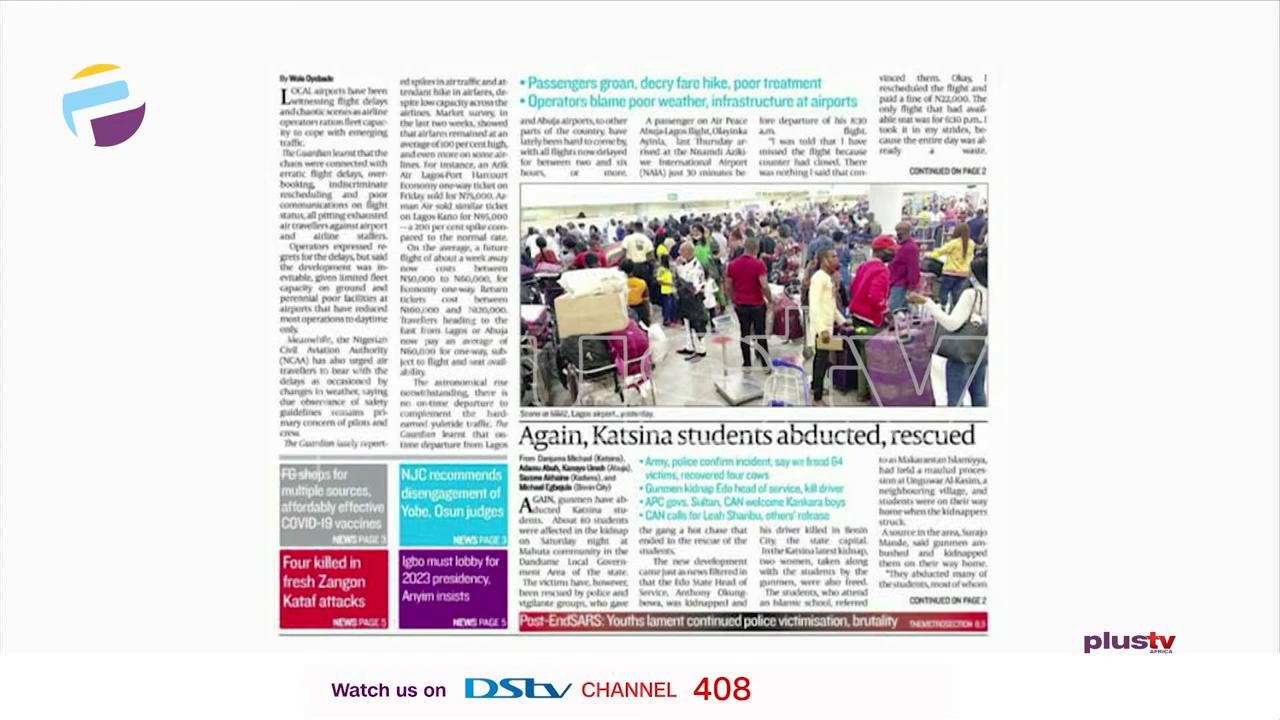 By Wole Oyebade
LOCAL airports have been
witnessing flight delays
and chaotic scenes as airline
operators ration fleet capac-
ity to cope with emerging
traffic.
The Guardian learnt that the
chaos were connected with
erratic flight delays, over-
booking, indiscriminate
rescheduling and poor
communications on flight
status, all pitting exhausted
air travellers against airport
and airline staffers.
Operators expressed re-
grets for the delays, but said
the development was in-
evitable, given limited fleet
capacity on ground and
perennial poor facilities at
airports that have reduced
most operations to daytime
only.
Meanwhile, the Nigerian
Civil Aviation Authority
(NCAA) has also urged air
travellers to bear with the
delays as occasioned by
changes in weather, saying
due observance of safety
guidelines remains pri-
mary concern of pilots and
crew.
The Guardian lately report-
ed spikes in air traffic and at-
tendant hike in airfares, de-
spite low capacity across the
airlines. Market survey, in
the last two weeks, showed
that airfares remained at an
average of 100 per cent high,
and even more on some air-
lines. For instance, an Arik
Air Lagos-Port Harcourt
Economy one-way ticket on
Friday sold for N75,000. Az-
man Air sold similar ticket
on Lagos Kano for N95,000
— a 200 per cent spike com-
pared to the normal rate.
On the average, a future
flight of about a week away
now costs between
N50,000 to N60,000, for
Economy one-way. Return
tickets cost between
N100,000 and N120,000.
Travellers heading to the
East from Lagos or Abuja
now pay an average of
N60,000 for one-way, sub-
ject to flight and seat avail-
ability.
The astronomical rise
notwithstanding, there is
no on-time departure to
complement the hard-
earned yuletide traffic. The
Guardian learnt that on-
time departure from Lagos
• Passengers groan, decry fare hike, poor treatment
• Operators blame poor weather, infrastructure at airports
and Abuja airports, to other
parts of the country, have
lately been hard to come by,
with all flights now delayed
for between two and six
hours, or more.
A passenger on Air Peace
Abuja-Lagos flight, Olayinka
Ayinla, last Thursday ar-
rived at the Nnamdi Aziki-
we International Airport
(NAIA) just 30 minutes be-
fore departure of his 8:30
a.m. flight.
"I was told that I have
missed the flight because
counter had closed. There
was nothing I said that con-
vinced them. Okay, I
rescheduled the flight and
paid a fine of N22,000. The
only flight that had avail-
able seat was for 6:30 p.m. I
took it in my strides, be-
cause the entire day was al-
ready a waste.
CONTINUED ON PAGE 2
Scene at MM2, Lagos airport... yesterday.
Again, Katsina students abducted, rescued
From Danjuma Michael (Katsina),
Adamu Abuh, Kanayo Umeh (Abuja),
Saxone Akhaine (Kaduna), and
Michael Egbejule (Benin City)
• Army, police confirm incident, say we freed 84
victims, recovered four cows
• Gunmen kidnap Edo head of service, kill driver
• APC govs, Sultan, CAN welcome Kankara boys
• CAN calls for Leah Sharibu, others' release
AGAIN, gunmen have ab-
ducted Katsina stu-
dents. About 80 students
were affected in the kidnap
on Saturday night at
Mahuta community in the
Dandume Local Govern-
ment Area of the state.
The victims have, however,
been rescued by police and
vigilante groups, who gave
the gang a hot chase that
ended in the rescue of the
students.
The new development
came just as news filtered in
that the Edo State Head of
Service, Anthony Okung-
bowa, was kidnapped and
his driver killed in Benin
City, the state capital.
In the Katsina latest kidnap,
two women, taken along
with the students by the
gunmen, were also freed.
The students, who attend
an Islamic school, referred
to as Makarantan Islamiyya,
had held a maulud proces-
sion at Unguwar Al-Kasim, a
neighbouring village, and
students were on their way
home when the kidnappers
struck.
A source in the area, Surajo
Mande, said gunmen am-
bushed and kidnapped
them on their way home.
"They abducted many of
the students, most of whom
CONTINUED ON PAGE 2
FG shops for
multiple sources,
affordably effective
COVID-19 vaccines
NEWS PAGE 3
NJC recommends
disengagement of
Yobe, Osun judges
NEWS PAGE 3
Four killed in
fresh Zangon
Kataf attacks
NEWS PAGE 5
Igbo must lobby for
2023 presidency,
Anyim insists
NEWS PAGE 5
Post-EndSARS: Youths lament continued police victimisation, brutality THEMETROSECTION 8,9
plustv
AFRICA
Watch us on DStv CHANNEL 408